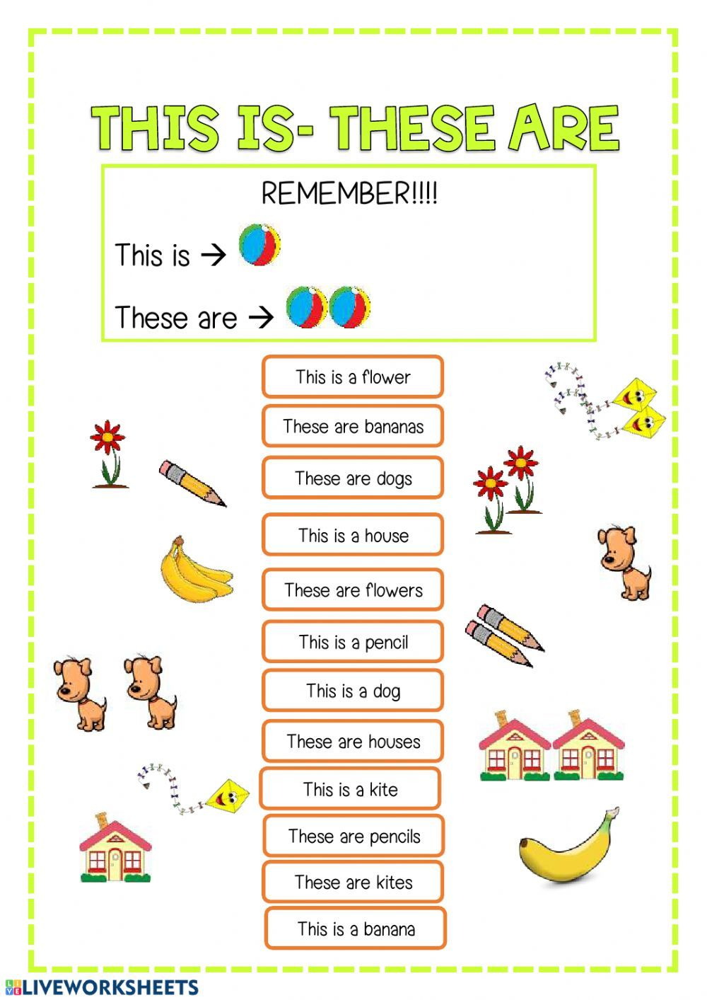 THIS IS- THESE ARE
REMEMBER!!!!
This is →
These are →
This is a flower
These are bananas
These are dogs
This is a house
These are flowers
This is a pencil
This is a dog
These are houses
This is a kite
These are pencils
These are kites
This is a banana
LIVE LIVEWORKSHEETS